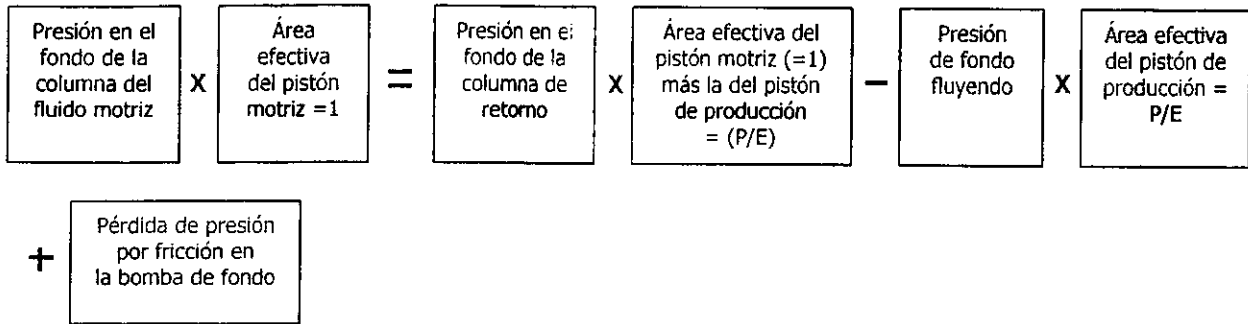 Presión en el
fondo de la
columna del
fluido motriz
X
Área
efectiva
del pistón
motriz =1
=
Presión en el
fondo de la
columna de
retorno
X
Área efectiva del
pistón motriz (=1)
más la del pistón
de producción
= (P/E)
−
Presión
de fondo
fluyendo
X
Área efectiva
del pistón de
producción =
P/E
+
Pérdida de presión
por fricción en
la bomba de fondo